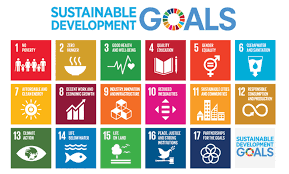 SUSTAINABLE
DEVELOPMENT
GOALS
1 NO
POVERTY
2 ZERO
HUNGER
3 GOOD HEALTH
AND WELL-BEING
4 QUALITY
EDUCATION
5 GENDER
EQUALITY
6 CLEAN WATER
AND SANITATION
7 AFFORDABLE AND
CLEAN ENERGY
8 DECENT WORK AND
ECONOMIC GROWTH
9 INDUSTRY, INNOVATION
AND INFRASTRUCTURE
10 REDUCED
INEQUALITIES
11 SUSTAINABLE CITIES
AND COMMUNITIES
12 RESPONSIBLE
CONSUMPTION
AND PRODUCTION
13 CLIMATE
ACTION
14 LIFE
BELOW WATER
15 LIFE
ON LAND
16 PEACE, JUSTICE
AND STRONG
INSTITUTIONS
17 PARTNERSHIPS
FOR THE GOALS
SUSTAINABLE
DEVELOPMENT
GOALS